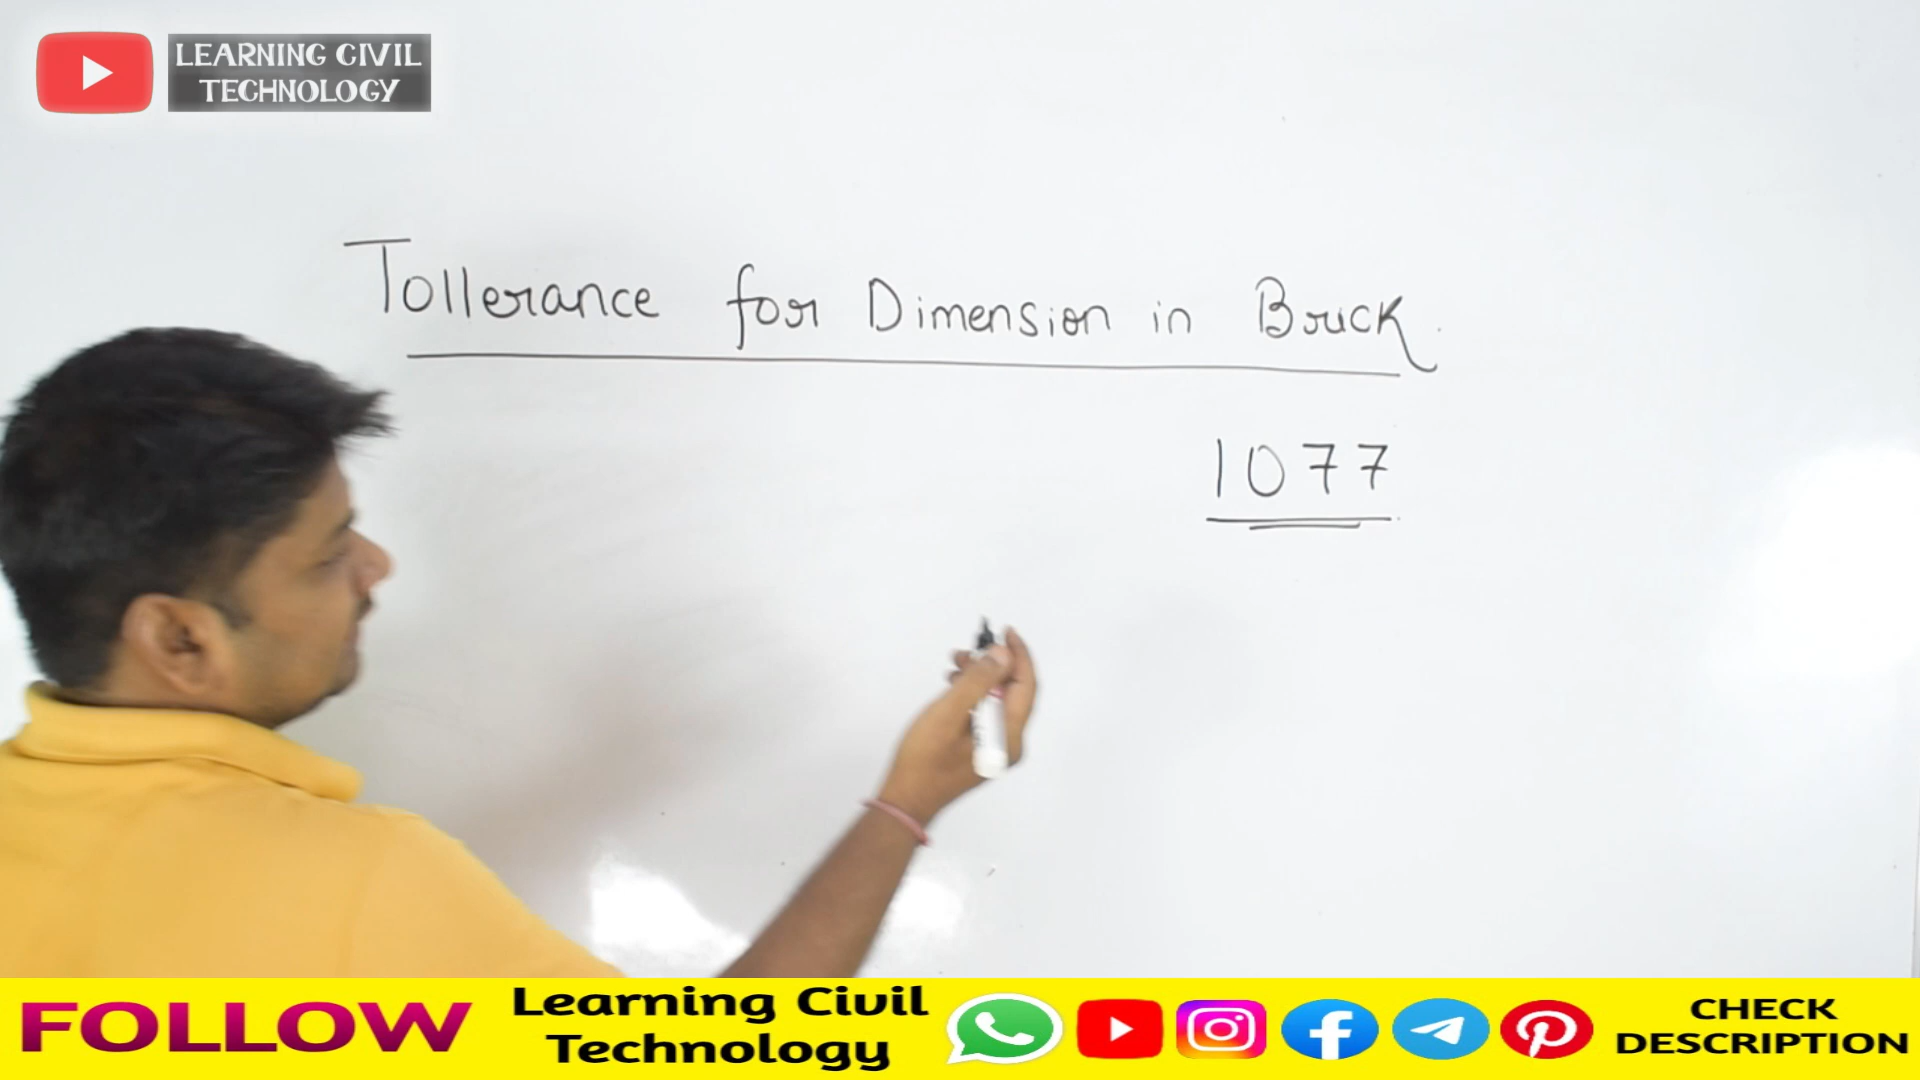 LEARNING CIVIL
TECHNOLOGY
Tollerance for Dimension in Brick.
1077
FOLLOW
Learning Civil
Technology
CHECK
DESCRIPTION